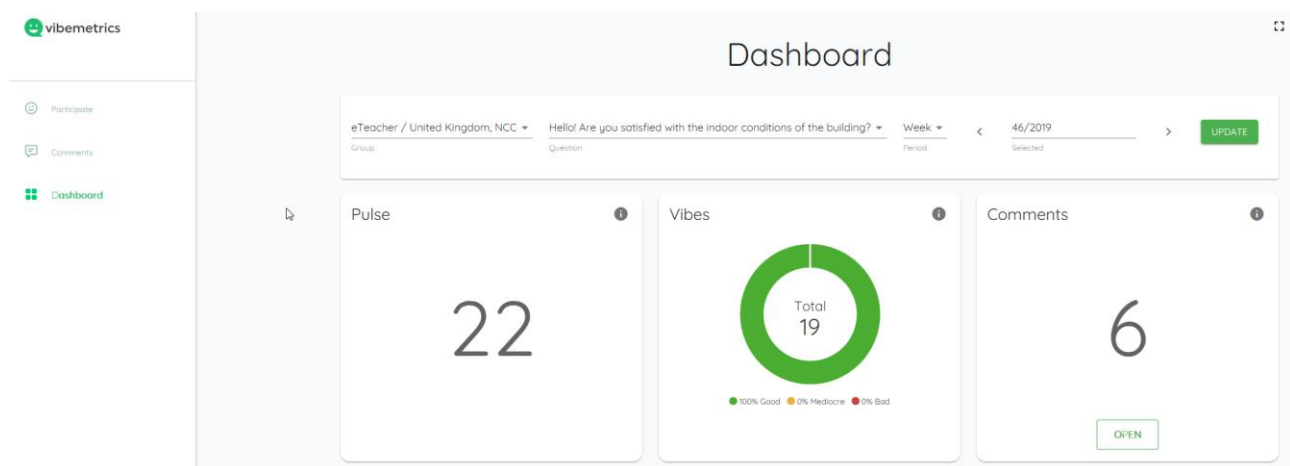 vibemetrics
Dashboard
Participate
Comments
Dashboard
eTeacher / United Kingdom, NCC
Group
Hello! Are you satisfied with the indoor conditions of the building?
Question
Week
Period
46/2019
Selected
UPDATE
Pulse
22
Vibes
Total
19
100% Good 0% Mediocre 0% Bad
Comments
6
OPEN